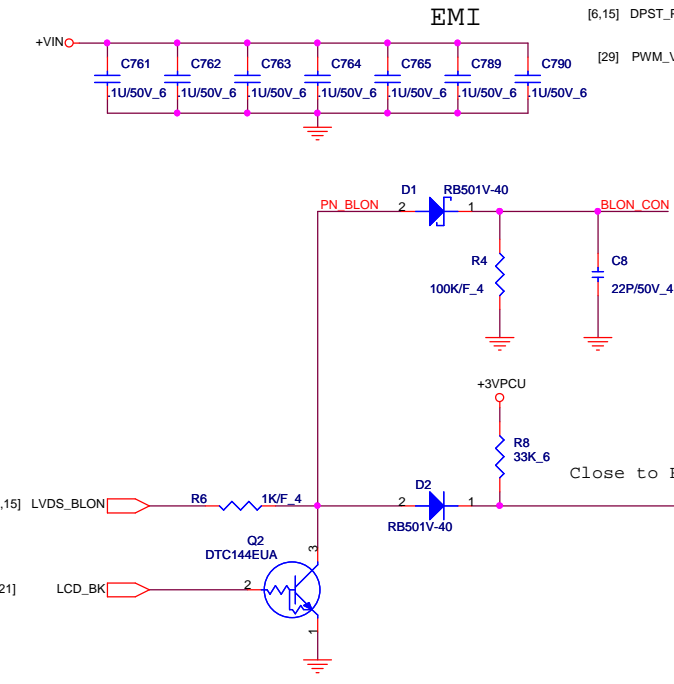 EMI
[6,15] DPST_
+VIN
[29] PWM_
C761 C762 C763 C764 C765 C789 C790
.1U/50V_6 .1U/50V_6 .1U/50V_6 .1U/50V_6 .1U/50V_6 .1U/50V_6 .1U/50V_6
D1 RB501V-40
PN_BLON 2 1 BLON_CON
R4 C8
100K/F_4 22P/50V_4
+3VPCU
R8
33K_6
Close to
D2
,15] LVDS_BLON R6 1K/F_4 2 1
RB501V-40
Q2
DTC144EUA
3
21] LCD_BK 2
1